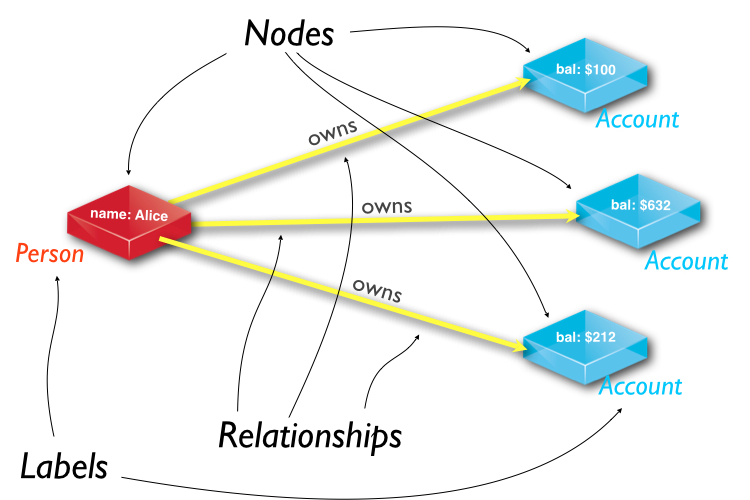 Nodes
bal: $100
Account
owns
name: Alice
owns
bal: $632
Person
Account
owns
bal: $212
Account
Relationships
Labels